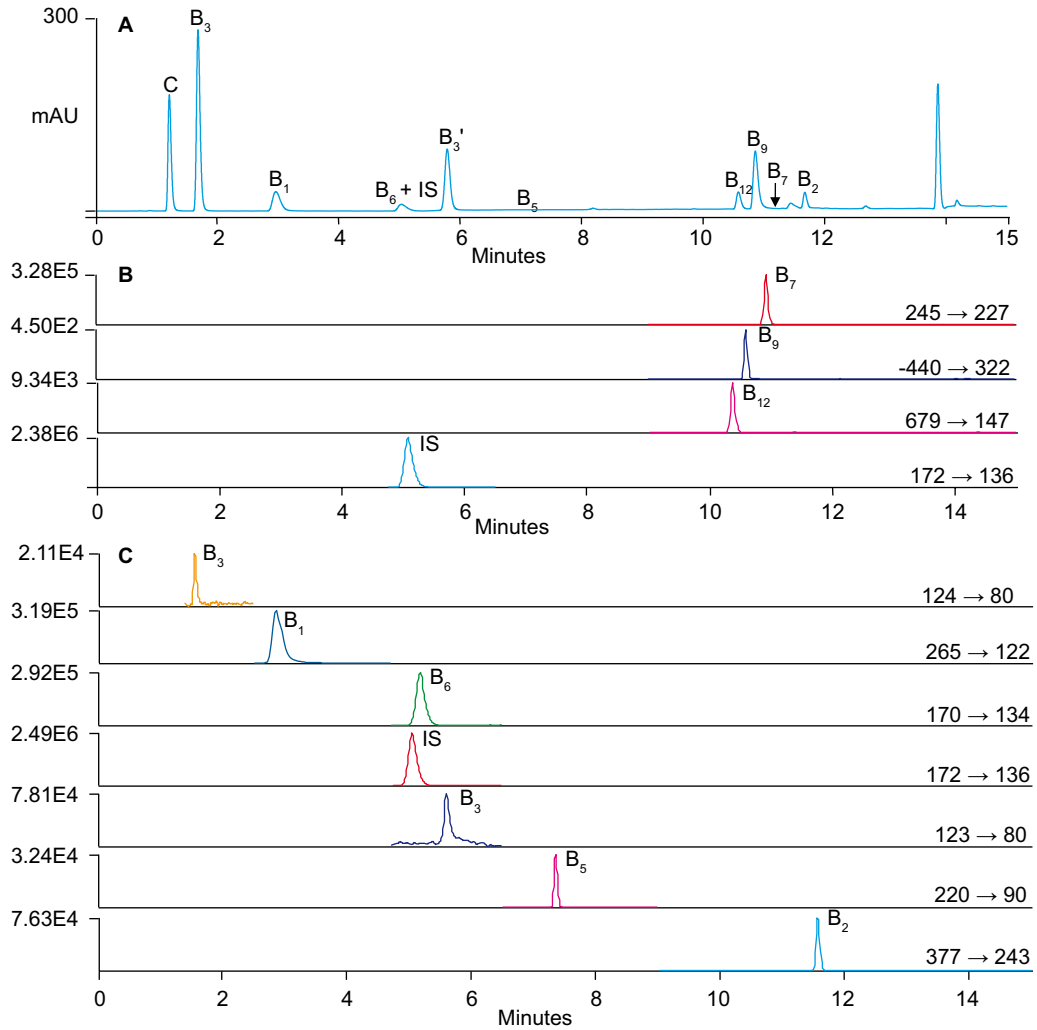 300
A
B₃
C
mAU
B₁
B₆ + IS
B₃'
B₅
B₁₂
B₉
B₇
B₂
0 2 4 6 8 10 12 15
Minutes
3.28E5
B
B₇
245 → 227
4.50E2
B₉
-440 → 322
9.34E3
B₁₂
679 → 147
2.38E6
IS
172 → 136
0 2 4 6 8 10 12 14
Minutes
2.11E4
C
B₃
124 → 80
3.19E5
B₁
265 → 122
2.92E5
B₆
170 → 134
2.49E6
IS
172 → 136
7.81E4
B₃
123 → 80
3.24E4
B₅
220 → 90
7.63E4
B₂
377 → 243
0 2 4 6 8 10 12 14
Minutes